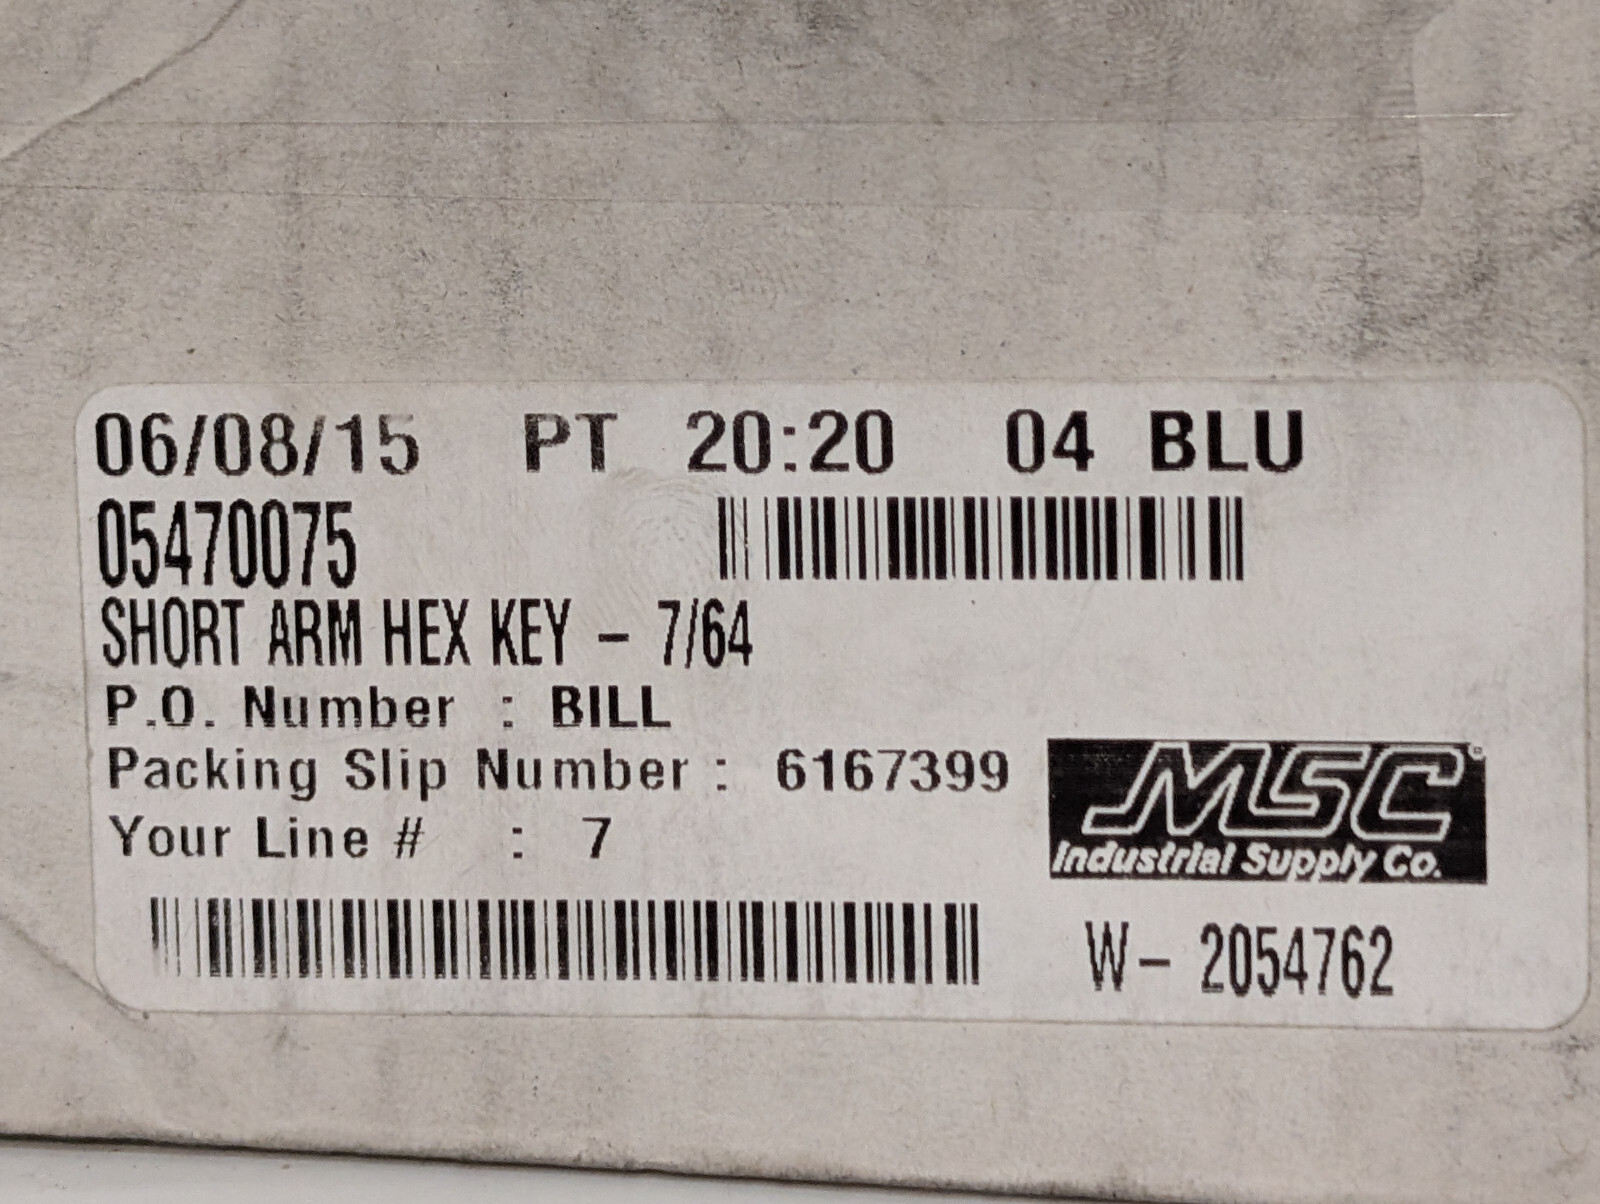 06/08/15 PT 20:20 04 BLU
05470075
SHORT ARM HEX KEY - 7/64
P.O. Number : BILL
Packing Slip Number : 6167399
Your Line # : 7
MSC®
Industrial Supply Co.
W- 2054762